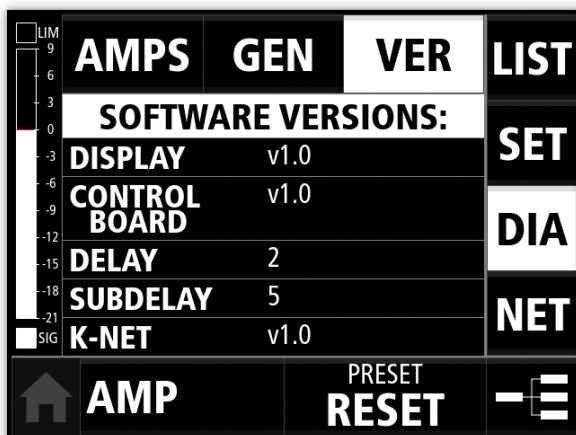 LIM
AMPS GEN VER LIST
9
6
3
SOFTWARE VERSIONS:
0
SET
-3
DISPLAY v1.0
-6
CONTROL BOARD v1.0
-9
DIA
-12
-15
DELAY 2
-18
SUBDELAY 5
NET
-21
SIG
K-NET v1.0
AMP
PRESET
RESET